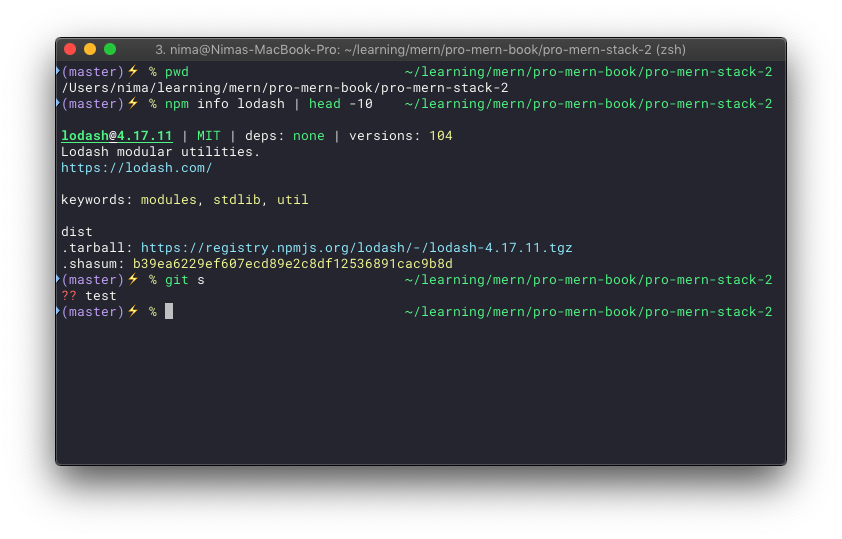 3. nima@Nimas-MacBook-Pro: ~/learning/mern/pro-mern-book/pro-mern-stack-2 (zsh)
(master)⚡ % pwd ~/learning/mern/pro-mern-book/pro-mern-stack-2
/Users/nima/learning/mern/pro-mern-book/pro-mern-stack-2
(master)⚡ % npm info lodash | head -10 ~/learning/mern/pro-mern-book/pro-mern-stack-2
lodash@4.17.11 | MIT | deps: none | versions: 104
Lodash modular utilities.
https://lodash.com/
keywords: modules, stdlib, util
dist
.tarball: https://registry.npmjs.org/lodash/-/lodash-4.17.11.tgz
.shasum: b39ea6229ef607ecd89e2c8df12536891cac9b8d
(master)⚡ % git s ~/learning/mern/pro-mern-book/pro-mern-stack-2
?? test
(master)⚡ % ~/learning/mern/pro-mern-book/pro-mern-stack-2